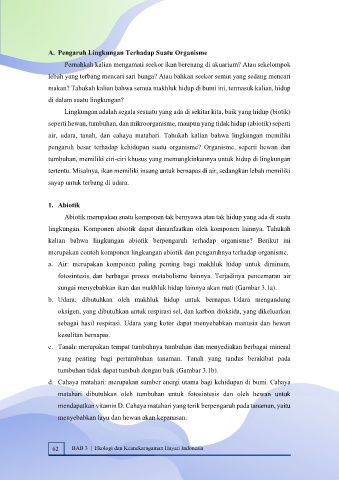 A. Pengaruh Lingkungan Terhadap Suatu Organisme
Pernahkah kalian mengamati seekor ikan berenang di akuarium? Atau sekelompok
lebah yang terbang mencari sari bunga? Atau bahkan seekor semut yang sedang mencari
makan? Tahukah kalian bahwa semua makhluk hidup di bumi ini, termasuk kalian, hidup
di dalam suatu lingkungan?
Lingkungan adalah segala sesuatu yang ada di sekitar kita, baik yang hidup (biotik)
seperti hewan, tumbuhan, dan mikroorganisme, maupun yang tidak hidup (abiotik) seperti
air, udara, tanah, dan cahaya matahari. Tahukah kalian bahwa lingkungan memiliki
pengaruh besar terhadap kehidupan suatu organisme? Organisme, seperti hewan dan
tumbuhan, memiliki ciri-ciri khusus yang memungkinkannya untuk hidup di lingkungan
tertentu. Misalnya, ikan memiliki insang untuk bernapas di air, sedangkan lebah memiliki
sayap untuk terbang di udara.
1. Abiotik
Abiotik merupakan suatu komponen tak bernyawa atau tak hidup yang ada di suatu
lingkungan. Komponen abiotik dapat dimanfaatkan oleh komponen lainnya. Tahukah
kalian bahwa lingkungan abiotik berpengaruh terhadap organisme? Berikut ini
merupakan contoh komponen lingkungan abiotik dan pengaruhnya terhadap organisme.
a. Air: merupakan komponen paling penting bagi makhluk hidup untuk diminum,
fotosintesis, dan berbagai proses metabolisme lainnya. Terjadinya pencemaran air
sungai menyebabkan ikan dan makhluk hidup lainnya akan mati (Gambar 3.1a).
b. Udara: dibutuhkan oleh makhluk hidup untuk bernapas. Udara mengandung
oksigen, yang dibutuhkan untuk respirasi sel, dan karbon dioksida, yang dikeluarkan
sebagai hasil respirasi. Udara yang kotor dapat menyebabkan manusia dan hewan
kesulitan bernapas.
c. Tanah: merupakan tempat tumbuhnya tumbuhan dan menyediakan berbagai mineral
yang penting bagi pertumbuhan tanaman. Tanah yang tandus berakibat pada
tumbuhan tidak dapat tumbuh dengan baik (Gambar 3.1b).
d. Cahaya matahari: merupakan sumber energi utama bagi kehidupan di bumi. Cahaya
matahari dibutuhkan oleh tumbuhan untuk fotosintesis dan oleh hewan untuk
mendapatkan vitamin D. Cahaya matahari yang terik berpengaruh pada tanaman, yaitu
menyebabkan layu dan hewan akan kepanasan.
62 BAB 3 | Ekologi dan Keanekaragaman Hayati Indonesia